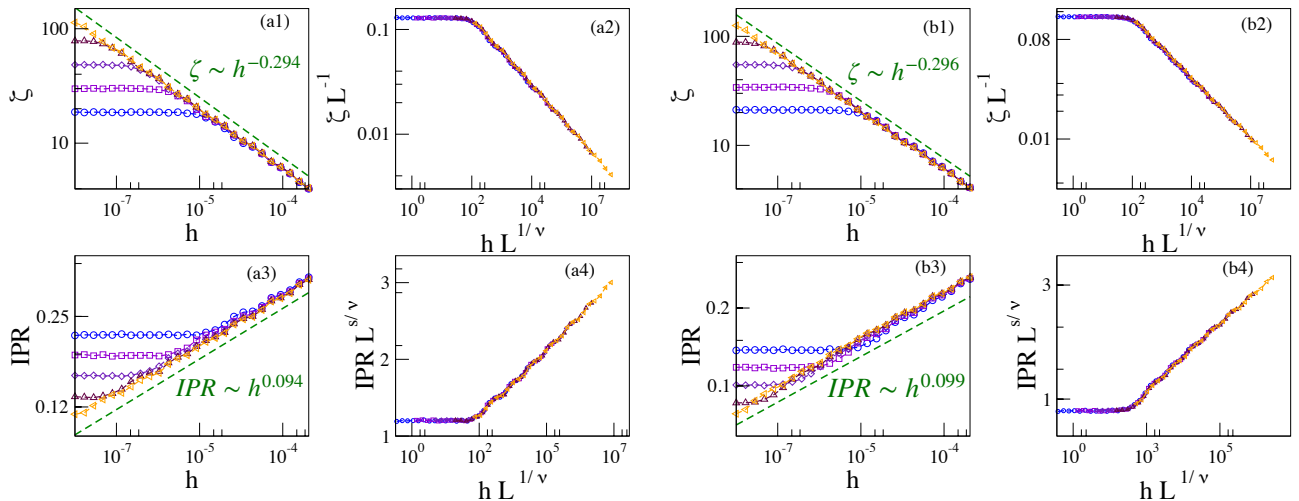 (a1)
100
10
ζ
ζ ~ h^{-0.294}
10^{-7}
10^{-5}
10^{-4}
h
(a2)
0.1
0.01
ζ L^{-1}
10^0
10^2
10^4
10^7
h L^{1/ν}
(b1)
100
10
ζ
ζ ~ h^{-0.296}
10^{-7}
10^{-5}
10^{-4}
h
(b2)
0.08
0.01
ζ L^{-1}
10^0
10^2
10^4
10^7
h L^{1/ν}
(a3)
0.25
0.12
IPR
IPR ~ h^{0.094}
10^{-7}
10^{-5}
10^{-4}
h
(a4)
3
2
1
IPR L^{s/ν}
10^0
10^2
10^5
10^7
h L^{1/ν}
(b3)
0.2
0.1
IPR
IPR ~ h^{0.099}
10^{-7}
10^{-5}
10^{-4}
h
(b4)
3
1
IPR L^{s/ν}
10^0
10^3
10^5
h L^{1/ν}